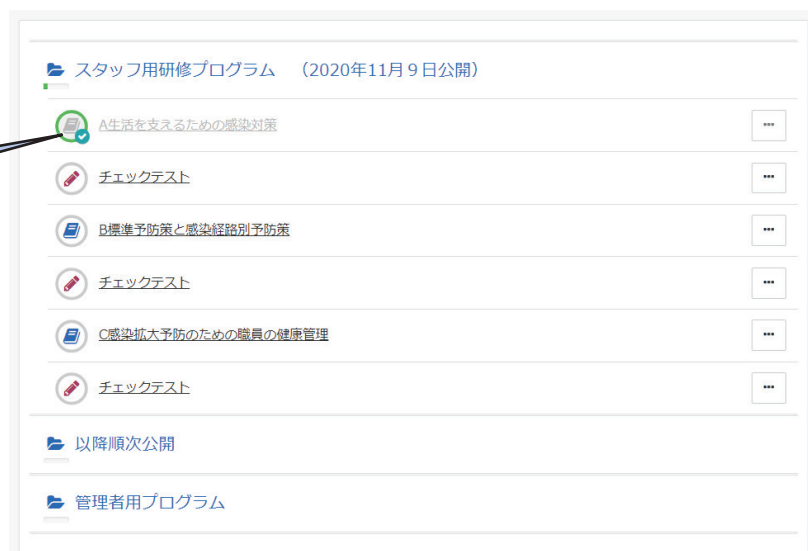 スタッフ用研修プログラム　（2020年11月９日公開）
A生活を支えるための感染対策
チェックテスト
B標準予防策と感染経路別予防策
チェックテスト
C感染拡大予防のための職員の健康管理
チェックテスト
以降順次公開
管理者用プログラム